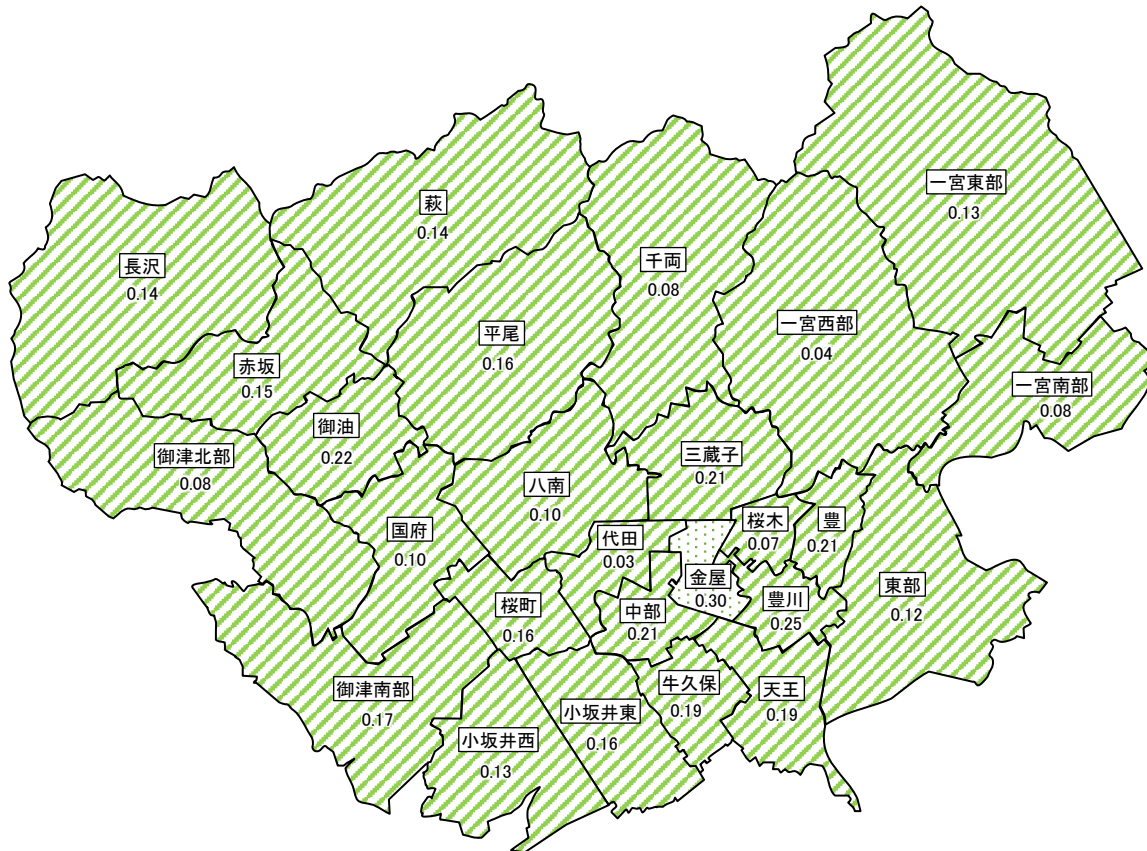 一宮東部
0.13
萩
0.14
千両
0.08
長沢
0.14
一宮西部
0.04
平尾
0.16
赤坂
0.15
一宮南部
0.08
御油
0.22
御津北部
0.08
三蔵子
0.21
八南
0.10
国府
0.10
代田
0.03
桜木
0.07
豊
0.21
金屋
0.30
豊川
0.25
東部
0.12
桜町
0.16
中部
0.21
御津南部
0.17
牛久保
0.19
天王
0.19
小坂井東
0.16
小坂井西
0.13